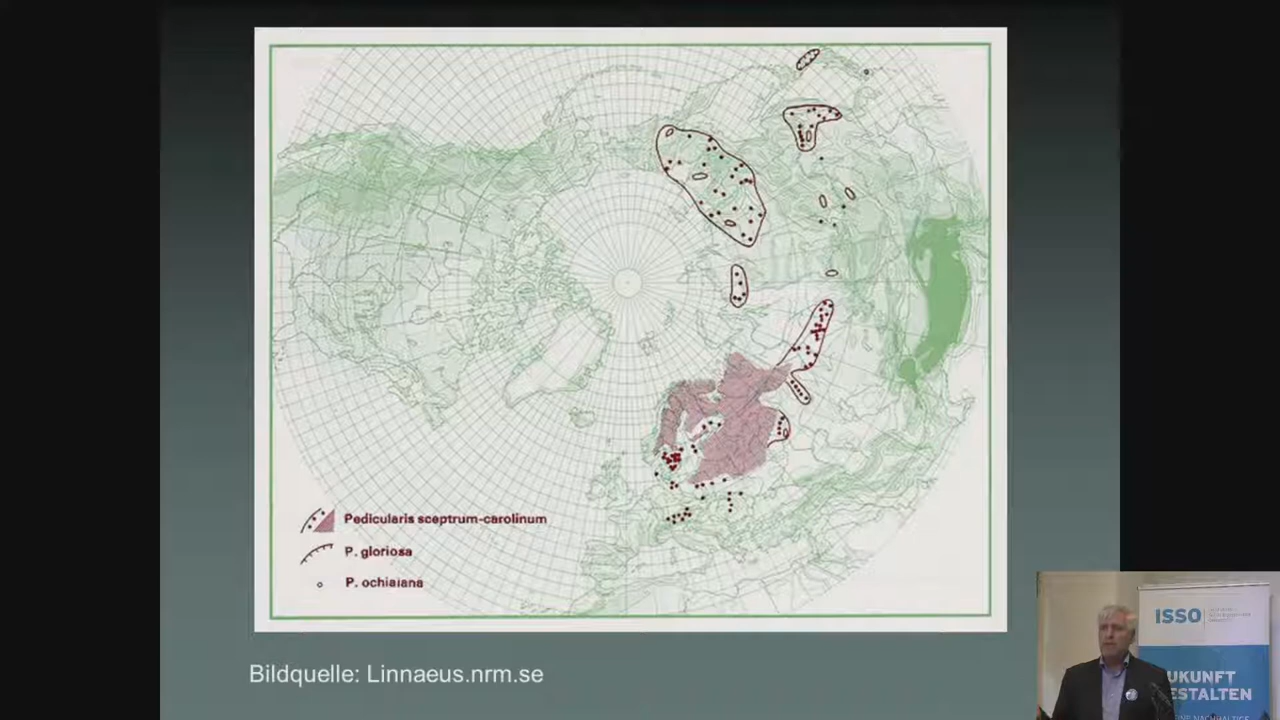 Pedicularis sceptrum-carolinum
P. gloriosa
P. ochiaiana
Bildquelle: Linnaeus.nrm.se
ISSO
UKUNFT
ESTALTEN